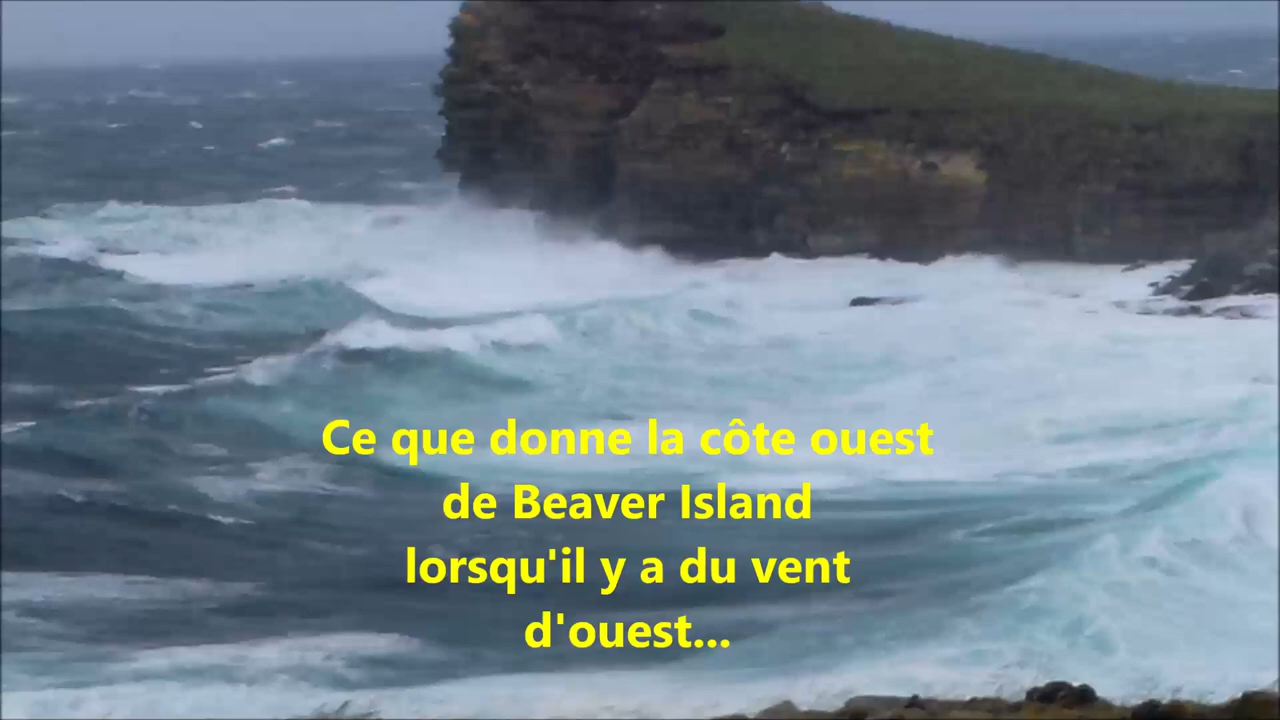 Ce que donne la côte ouest
de Beaver Island
lorsqu'il y a du vent
d'ouest...